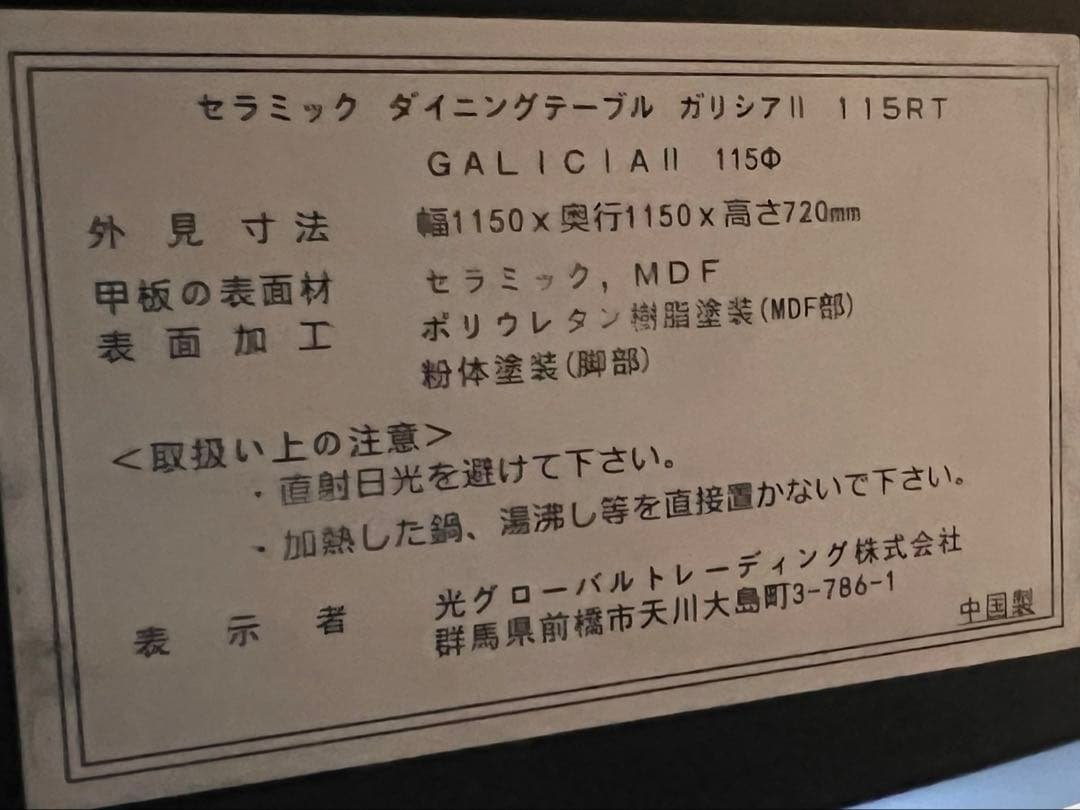 セラミック ダイニングテーブル ガリシアⅡ 115RT
GALICIAⅡ 115Φ
外見寸法 幅1150x奥行1150x高さ720mm
甲板の表面材 セラミック, MDF
表面加工 ポリウレタン樹脂塗装(MDF部)
粉体塗装(脚部)
<取扱い上の注意>
・直射日光を避けて下さい。
・加熱した鍋、湯沸し等を直接置かないで下さい。
表示者 光グローバルトレーディング株式会社
群馬県前橋市天川大島町3-786-1
中国製